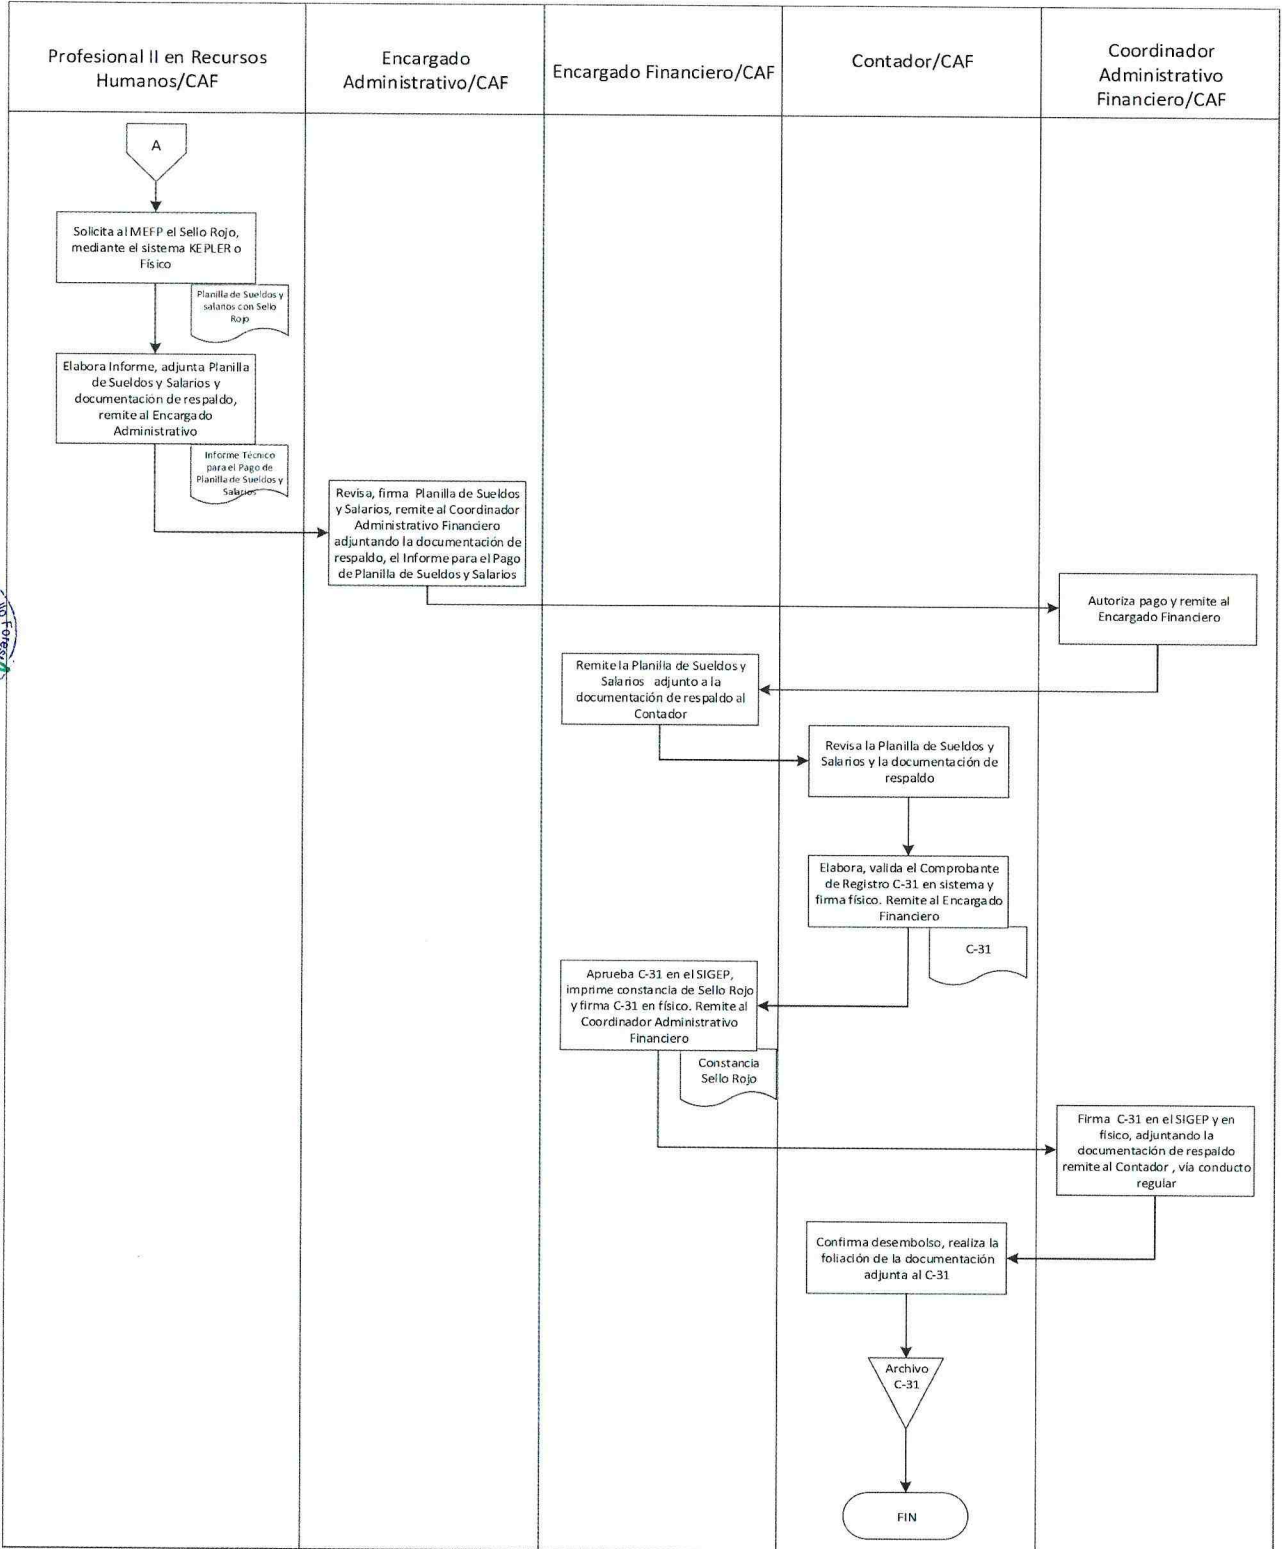 Profesional II en Recursos
Humanos/CAF
Encargado
Administrativo/CAF
Encargado Financiero/CAF
Contador/CAF
Coordinador
Administrativo
Financiero/CAF
A
Solicita al MEFP el Sello Rojo,
mediante el sistema KEPLER o
Físico
Planilla de Sueldos y
salarios con Sello
Rojo
Elabora Informe, adjunta Planilla
de Sueldos y Salarios y
documentación de respaldo,
remite al Encargado
Administrativo
Informe Técnico
para el Pago de
Planilla de Sueldos y
Salarios
Revisa, firma Planilla de Sueldos
y Salarios, remite al Coordinador
Administrativo Financiero
adjuntando la documentación de
respaldo, el Informe para el Pago
de Planilla de Sueldos y Salarios
Autoriza pago y remite al
Encargado Financiero
Remite la Planilla de Sueldos y
Salarios adjunto a la
documentación de respaldo al
Contador
Revisa la Planilla de Sueldos y
Salarios y la documentación de
respaldo
Elabora, valida el Comprobante
de Registro C-31 en sistema y
firma físico. Remite al Encargado
Financiero
C-31
Aprueba C-31 en el SIGEP,
imprime constancia de Sello Rojo
y firma C-31 en físico. Remite al
Coordinador Administrativo
Financiero
Constancia
Sello Rojo
Firma C-31 en el SIGEP y en
físico, adjuntando la
documentación de respaldo
remite al Contador , vía conducto
regular
Confirma desembolso, realiza la
foliación de la documentación
adjunta al C-31
Archivo
C-31
FIN